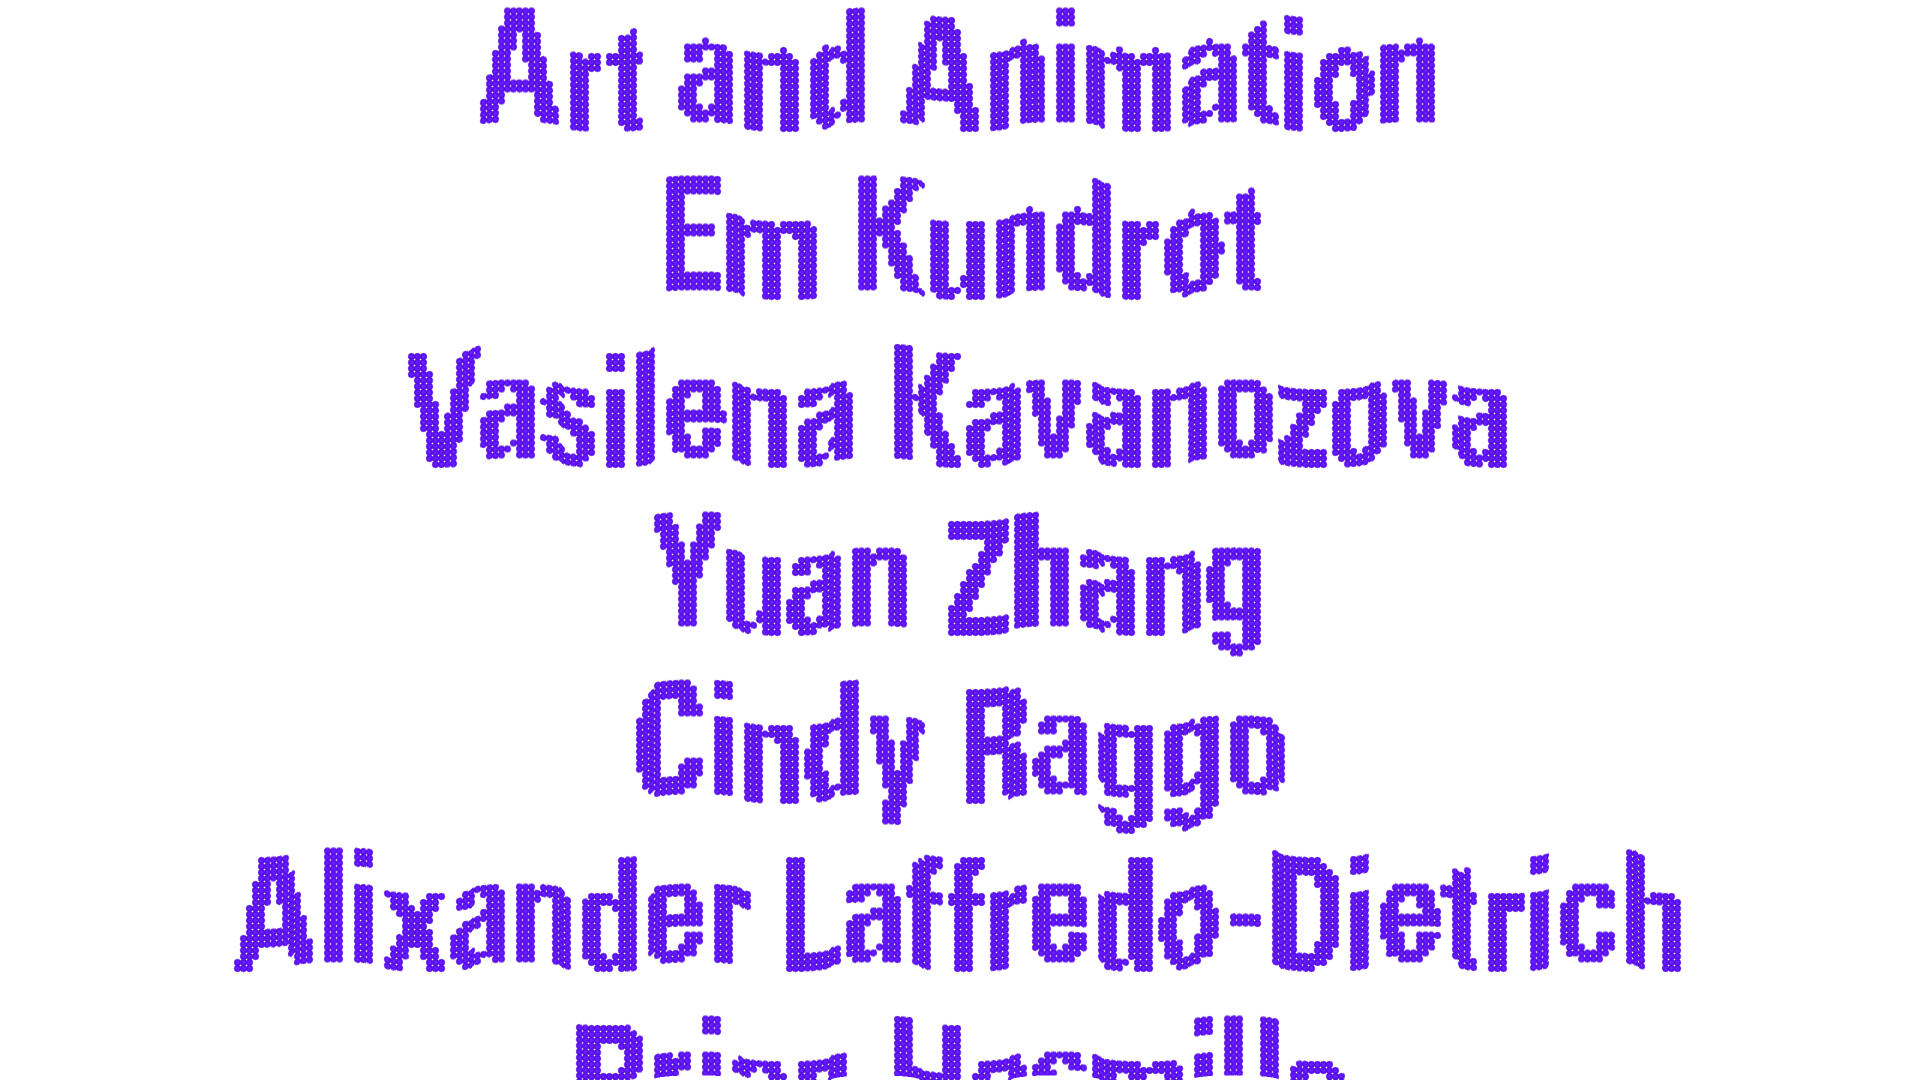 Art and Animation
Em Kundrot
Vasilena Kavanozova
Yuan Zhang
Cindy Raggo
Alixander Laffredo-Dietrich